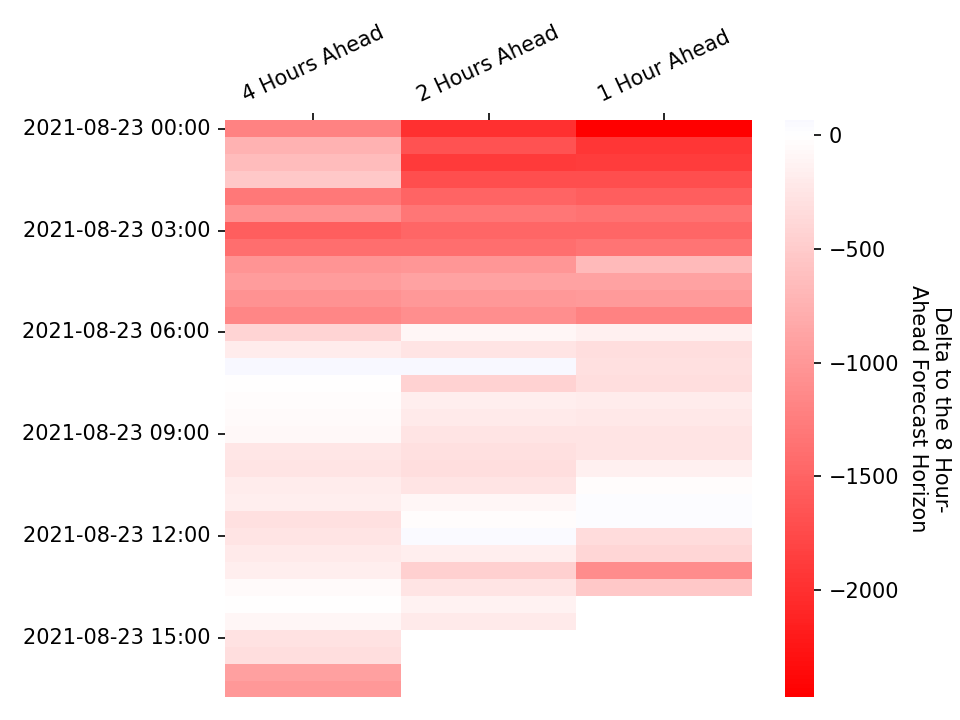 4 Hours Ahead
2 Hours Ahead
1 Hour Ahead
2021-08-23 00:00
2021-08-23 03:00
2021-08-23 06:00
2021-08-23 09:00
2021-08-23 12:00
2021-08-23 15:00
0
−500
−1000
−1500
−2000
Delta to the 8 Hour-
Ahead Forecast Horizon